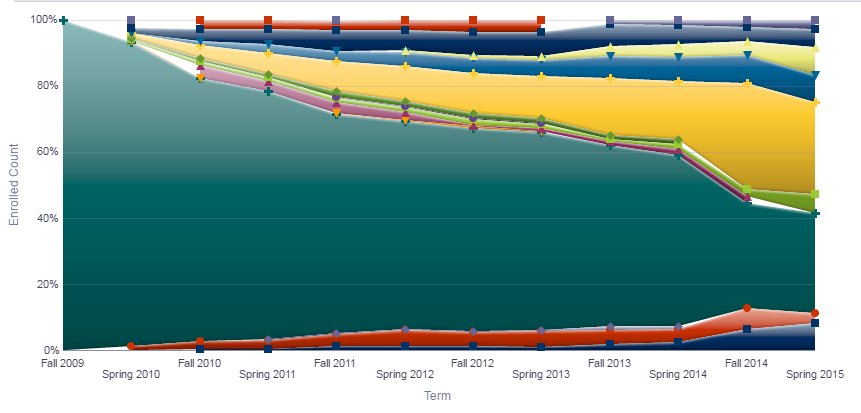 100%
80%
60%
40%
20%
0%
Enrolled Count
Fall 2009
Spring 2010
Fall 2010
Spring 2011
Fall 2011
Spring 2012
Fall 2012
Spring 2013
Fall 2013
Spring 2014
Fall 2014
Spring 2015
Term